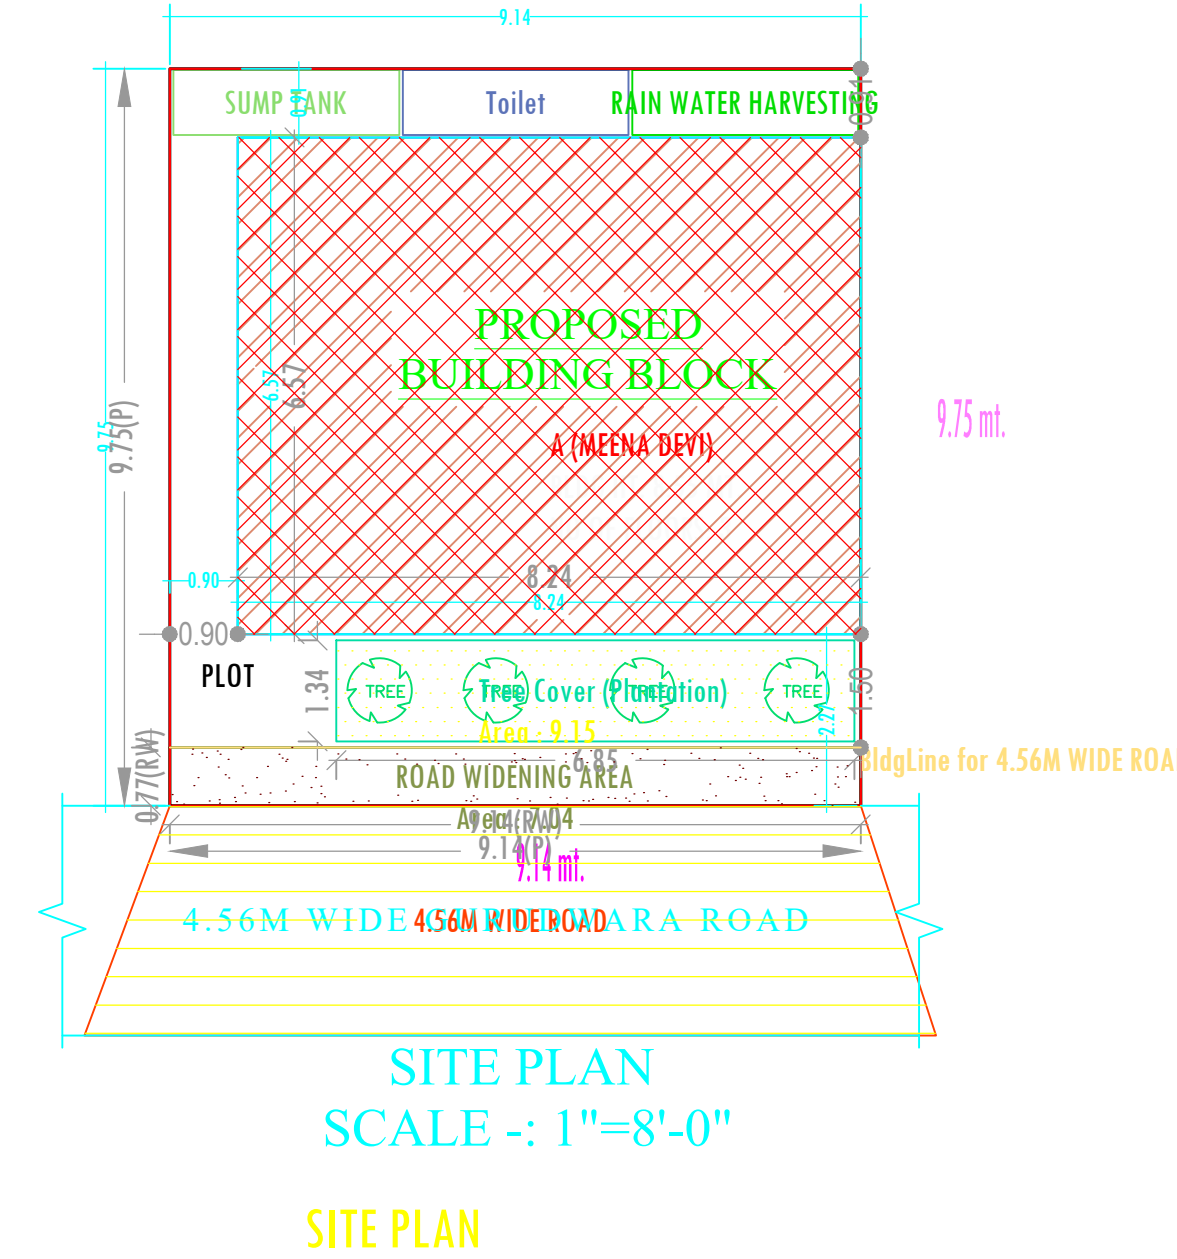 9.14
SUMP TANK
0.91
Toilet
RAIN WATER HARVESTING
0.91
PROPOSED
BUILDING BLOCK
A (MEENA DEVI)
6.57
6.57
9.75
9.75(P)
9.75 mt.
0.90
8.24
8.24
0.90
PLOT
1.34
TREE
TREE
TREE
TREE
Tree Cover (Plantation)
Area : 9.15
1.50
2.27
6.85
BldgLine for 4.56M WIDE ROA
0.77(RW)
ROAD WIDENING AREA
Area : 7.04
9.14(RW)
9.14(P)
9.14 mt.
4.56M WIDE GURUDWARA ROAD
4.56M WIDE ROAD
SITE PLAN
SCALE -: 1"=8'-0"
SITE PLAN